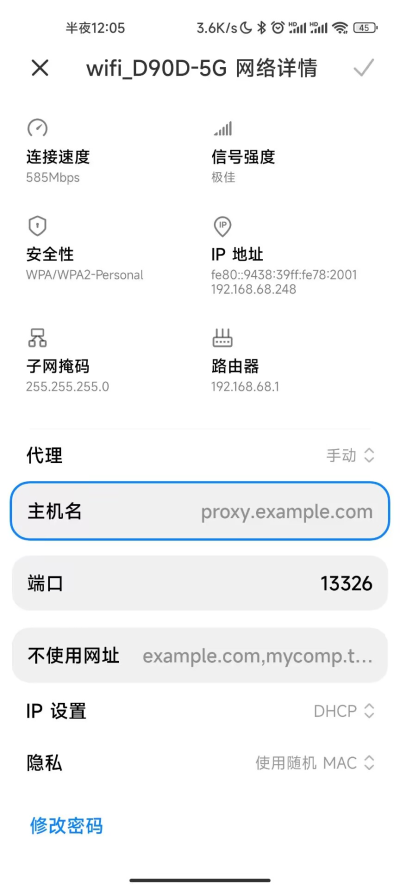 半夜12:05 3.6K/s HD HD 45
wifi_D90D-5G 网络详情
连接速度 信号强度
585Mbps 极佳
IP
安全性 IP 地址
WPA/WPA2-Personal fe80::9438:39ff:fe78:2001
192.168.68.248
子网掩码 路由器
255.255.255.0 192.168.68.1
代理 手动
主机名 proxy.example.com
端口 13326
不使用网址 example.com,mycomp.t...
IP 设置 DHCP
隐私 使用随机 MAC
修改密码